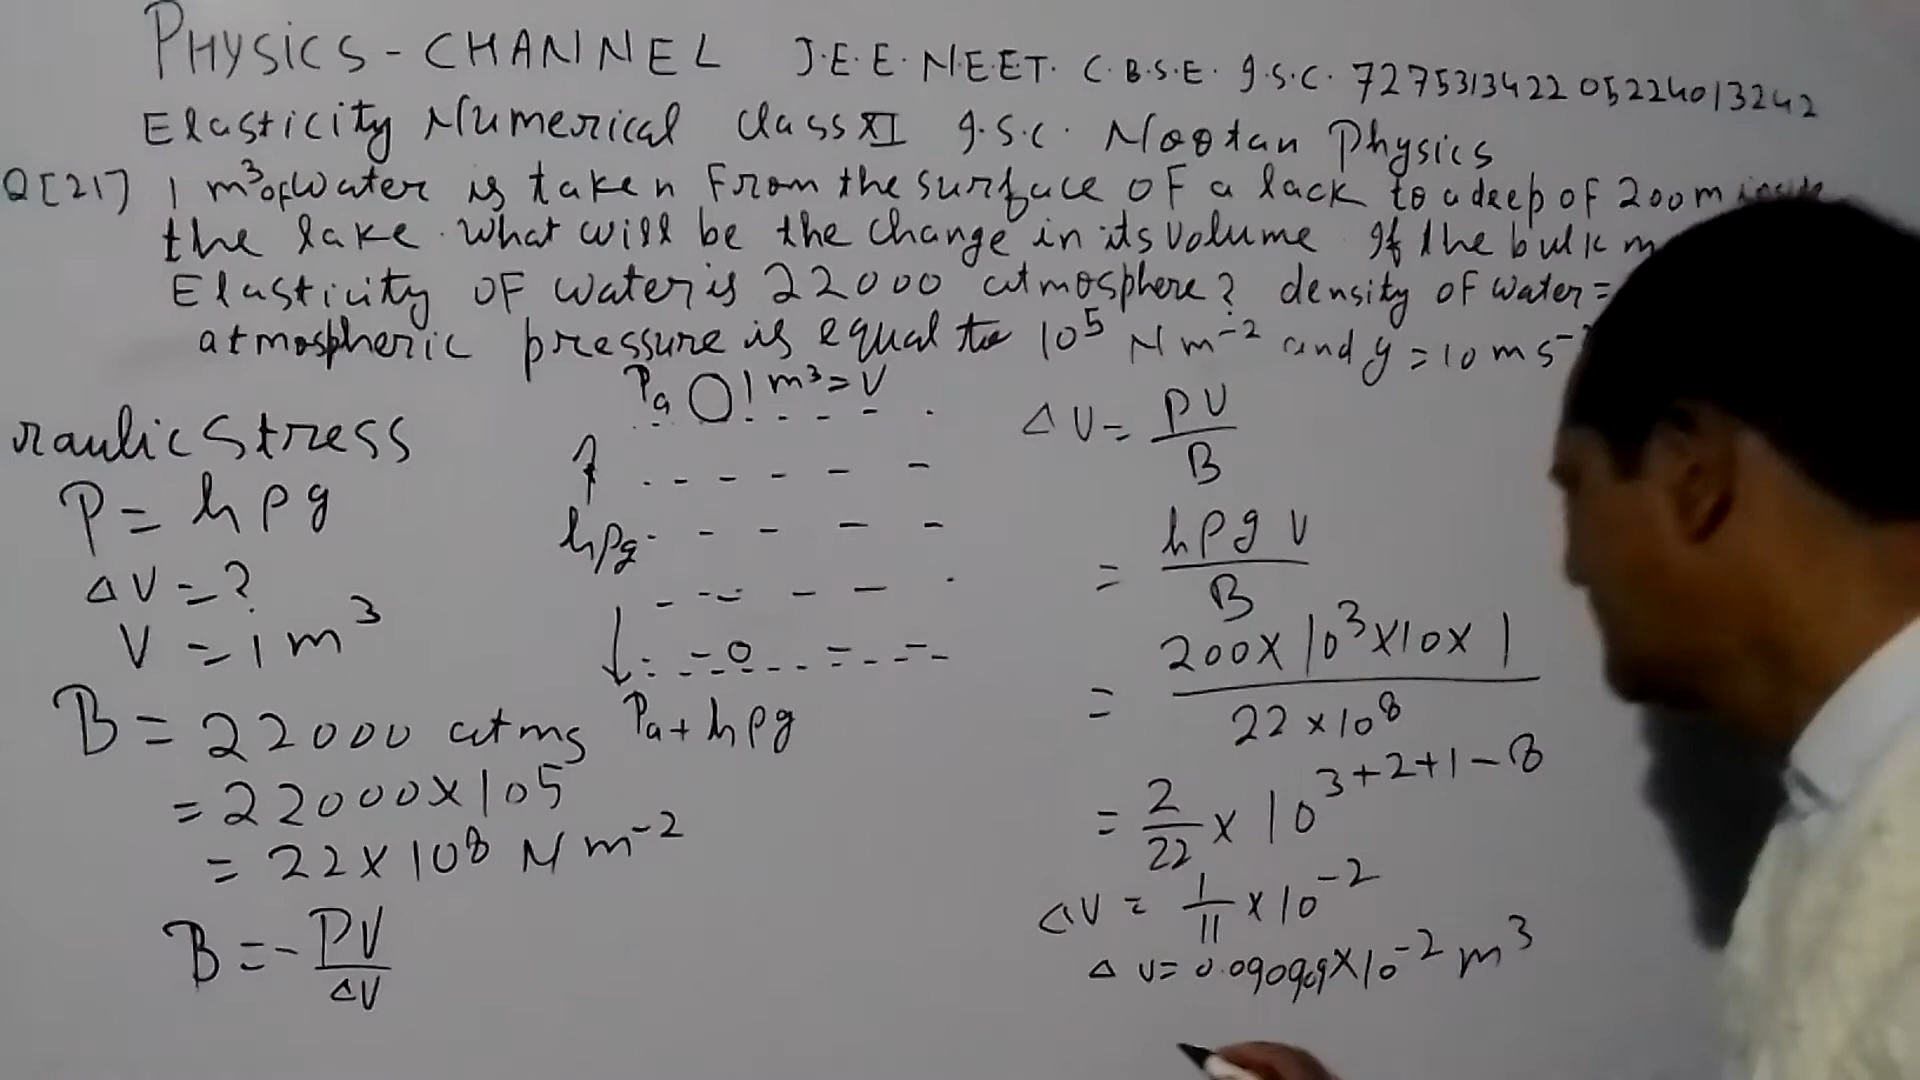 PHYSICS-CHANNEL J.E.E. N.E.E.T. C.B.S.E. I.S.C. 7275313422 05224013242
Elasticity Numerical Class XI I.S.C. Nootan Physics
Q[21] 1 m³ of water is taken From the surface OF a lack to a deep of 200m inside
the lake. What will be the change in its volume If the bulk
Elasticity OF water is 22000 atmosphere? density of water =
atmospheric pressure is equal to 10⁵ Nm⁻² and g = 10 ms⁻
Pa 1 m³ = V
raulic Stress
P = hρg
ΔV = ?
V = 1 m³
B = 22000 atms
= 22000 × 10⁵
= 22 × 10⁸ N m⁻²
B = - PV / ΔV
hρg
Pa + hρg
ΔV = PV / B
= hρg V / B
= 200 × 10³ × 10 × 1 / 22 × 10⁸
= 2/22 × 10³⁺²⁺¹⁻⁸
ΔV = 1/11 × 10⁻²
ΔV = 0.090909 × 10⁻² m³